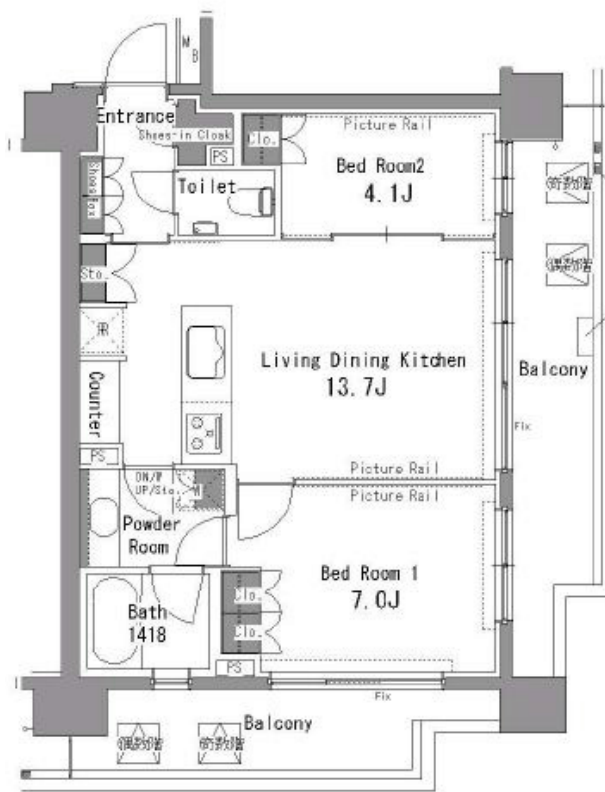 M
B
Entrance
Shoes-in Cloak
PS
Clo.
Picture Rail
Bed Room2
4.1J
Toilet
Shoes Box
Sto.
R
Living Dining Kitchen
13.7J
Balcony
Counter
Fix
PS
Picture Rail
Picture Rail
DN/W
UP/Sto.
W
Powder
Room
Bed Room 1
7.0J
Clo.
Clo.
Bath
1418
PS
Fix
Balcony